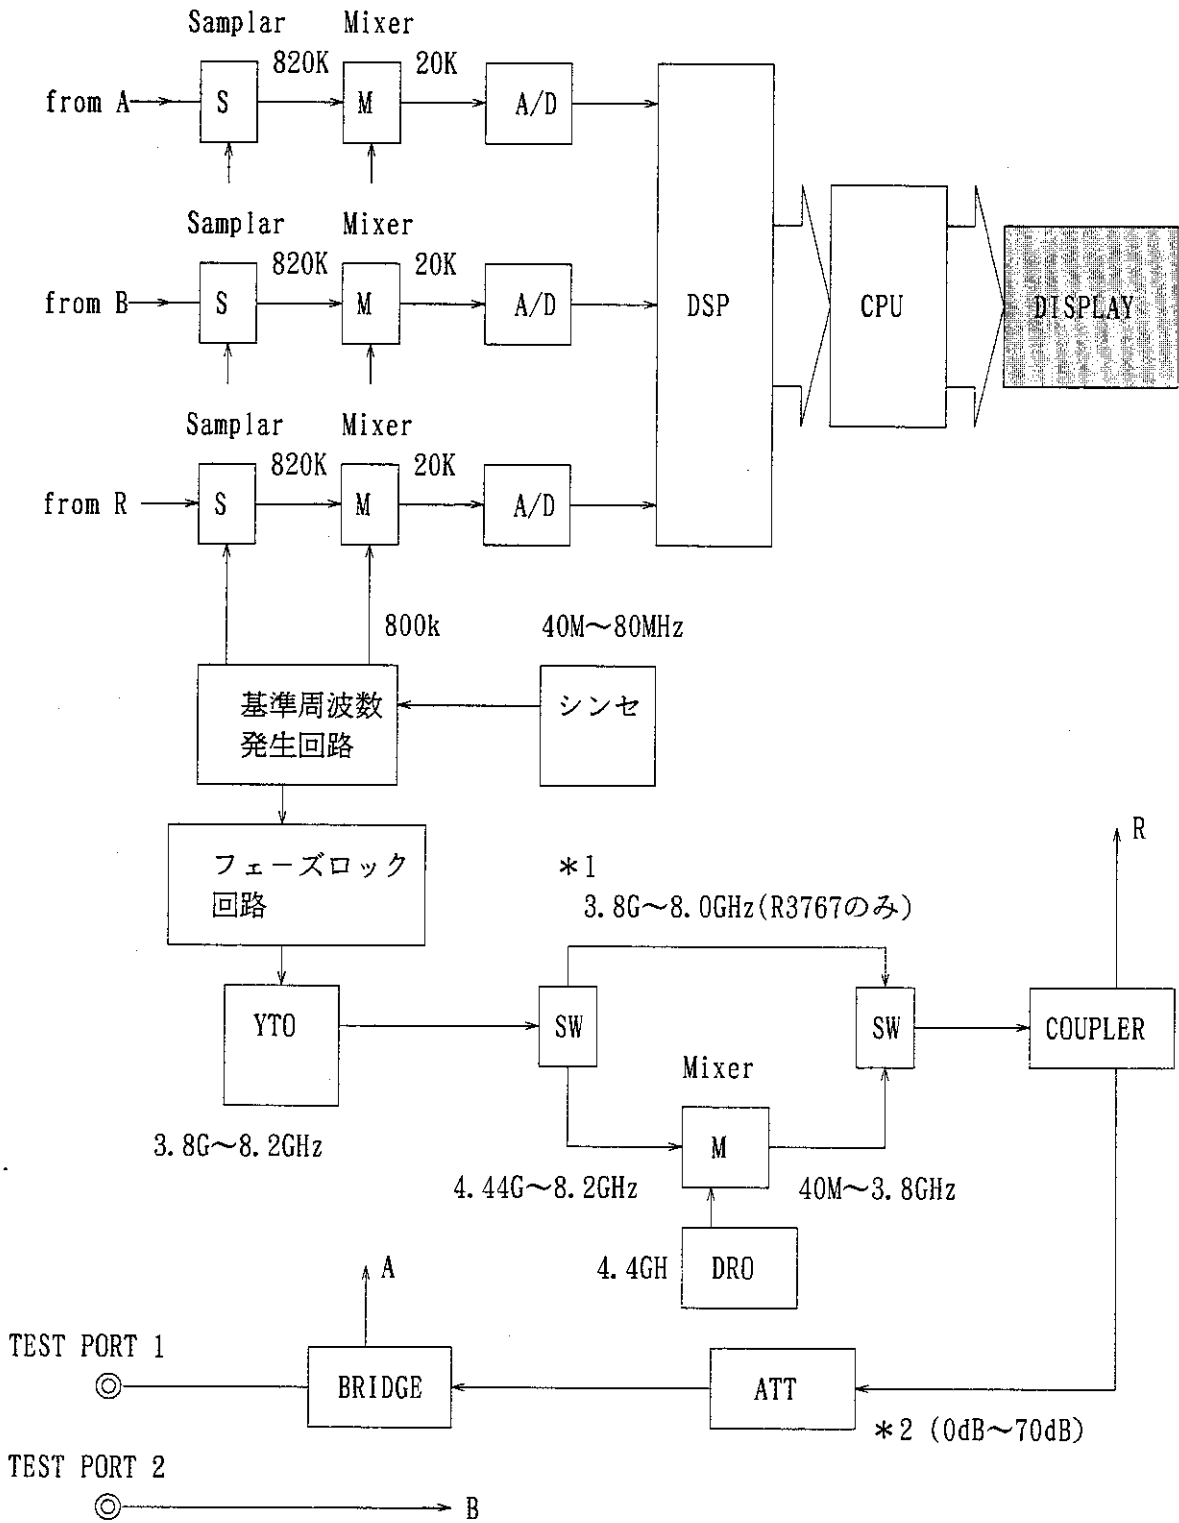 Samplar Mixer
820K 20K
from A S M A/D
Samplar Mixer
820K 20K
from B S M A/D DSP CPU DISPLAY
Samplar Mixer
820K 20K
from R S M A/D
800k 40M～80MHz
基準周波数
発生回路
シンセ
フェーズロック
回路
R
*1
3.8G～8.0GHz(R3767のみ)
YTO SW SW COUPLER
Mixer
3.8G～8.2GHz
M
4.44G～8.2GHz 40M～3.8GHz
4.4GH DRO
A
TEST PORT 1
BRIDGE ATT
*2 (0dB～70dB)
TEST PORT 2
B